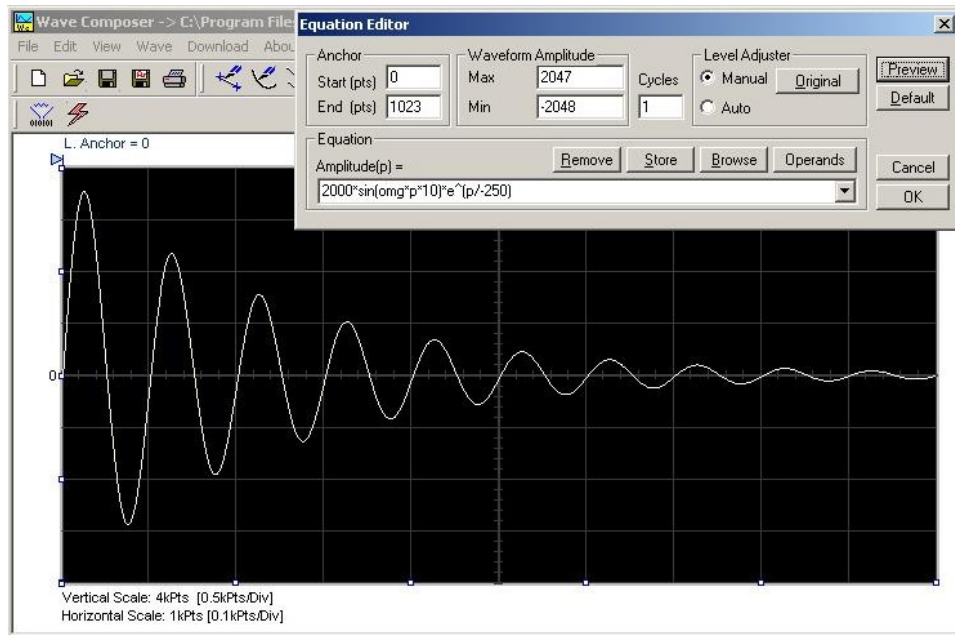 Wave Composer -> C:\Program File
File Edit View Wave Download Abou
Equation Editor
Anchor
Start (pts) 0
End (pts) 1023
Waveform Amplitude
Max 2047
Min -2048
Cycles
1
Level Adjuster
Manual
Original
Auto
Preview
Default
Cancel
OK
Equation
Amplitude(p) =
Remove Store Browse Operands
2000*sin(omg*p*10)*e^(p/-250)
L. Anchor = 0
0
Vertical Scale: 4kPts [0.5kPts/Div]
Horizontal Scale: 1kPts [0.1kPts/Div]